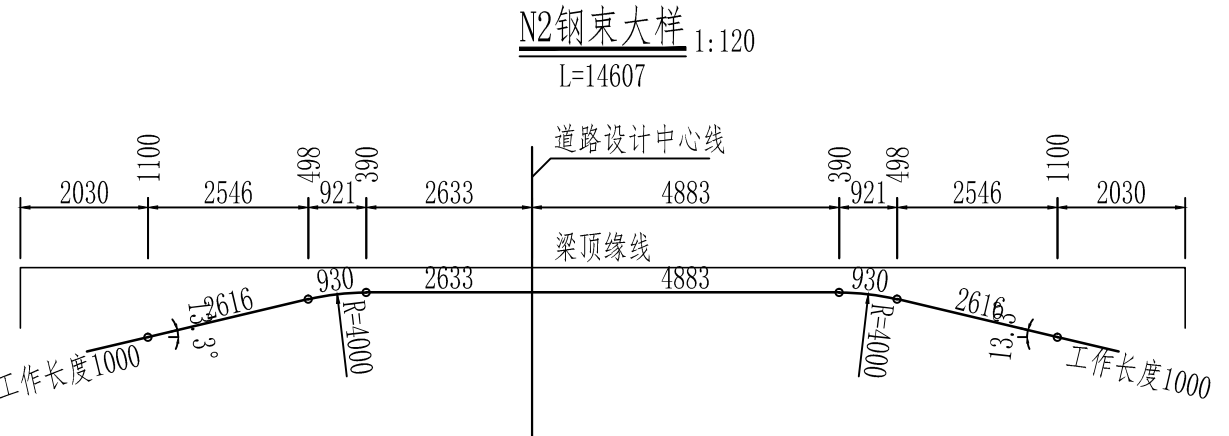 N2钢束大样 1:120
L=14607
道路设计中心线
1100 498 390 390 498 1100
2030 2546 921 2633 4883 921 2546 2030
梁顶缘线
930 2633 4883 930
2616 2616
13.3° R=4000 R=4000 13.3
工作长度1000 工作长度1000